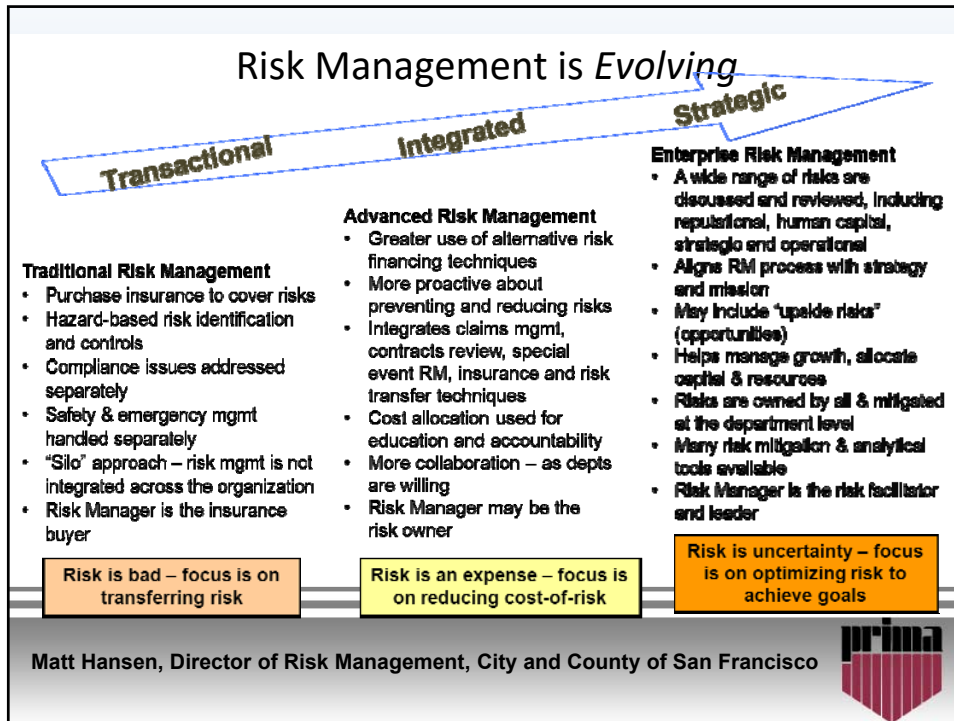 Risk Management is Evolving
Transactional
Integrated
Strategic
Traditional Risk Management
• Purchase insurance to cover risks
• Hazard-based risk identification
and controls
• Compliance issues addressed
separately
• Safety & emergency mgmt
handled separately
• “Silo” approach – risk mgmt is not
integrated across the organization
• Risk Manager is the insurance
buyer
Risk is bad – focus is on
transferring risk
Advanced Risk Management
• Greater use of alternative risk
financing techniques
• More proactive about
preventing and reducing risks
• Integrates claims mgmt,
contracts review, special
event RM, insurance and risk
transfer techniques
• Cost allocation used for
education and accountability
• More collaboration – as depts
are willing
• Risk Manager may be the
risk owner
Risk is an expense – focus is
on reducing cost-of-risk
Enterprise Risk Management
• A wide range of risks are
discussed and reviewed, including
reputational, human capital,
strategic and operational
• Aligns RM process with strategy
and mission
• May include “upside risks”
(opportunities)
• Helps manage growth, allocate
capital & resources
• Risks are owned by all & mitigated
at the department level
• Many risk mitigation & analytical
tools available
• Risk Manager is the risk facilitator
and leader
Risk is uncertainty – focus
is on optimizing risk to
achieve goals
Matt Hansen, Director of Risk Management, City and County of San Francisco
prima